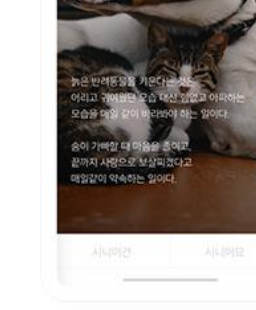 늙은 반려동물을 키운다는 것은
어리고 귀여웠던 모습 대신 힘없고 아파하는
모습을 매일 같이 바라봐야 하는 일이다.
숨이 가빠할 때 마음을 졸이고,
끝까지 사랑으로 보살피겠다고
매일같이 약속하는 일이다.
시니어견
시니어묘